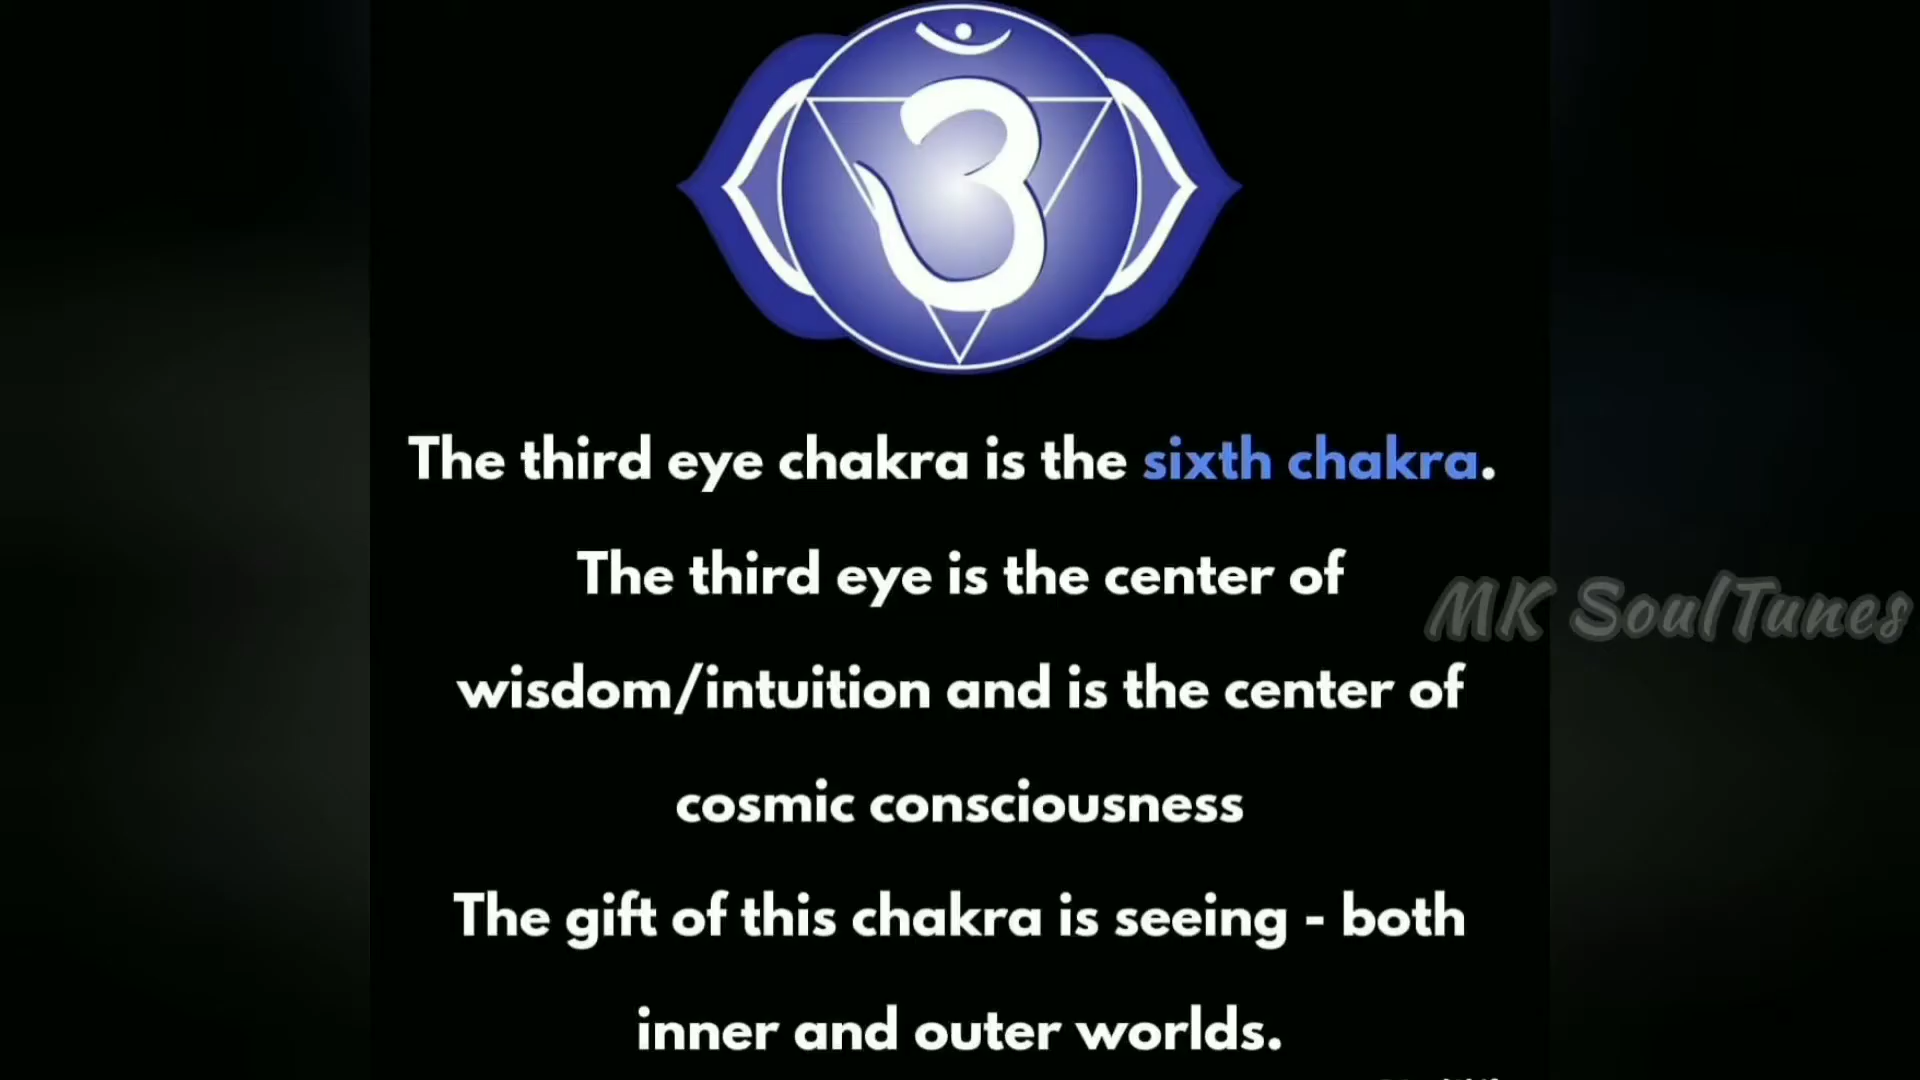 The third eye chakra is the sixth chakra.
The third eye is the center of
wisdom/intuition and is the center of
cosmic consciousness
The gift of this chakra is seeing - both
inner and outer worlds.
MK SoulTunes